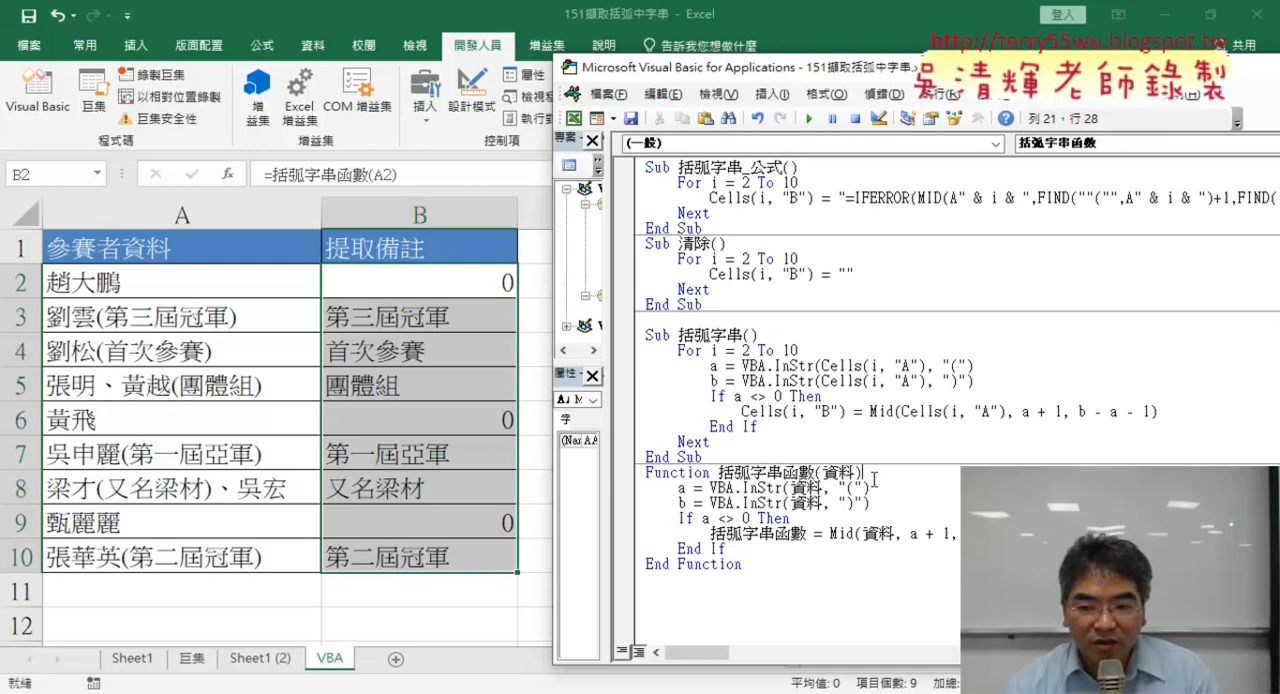 151擷取括弧中字串 - Excel
登入
檔案 常用 插入 版面配置 公式 資料 校閱 檢視 開發人員 增益集 說明 告訴我您想做什麼 共用
http://terry55wu.blogspot.tw
吳清輝老師錄製
Visual Basic 巨集 錄製巨集 以相對位置錄製 巨集安全性
程式碼
增益集 Excel 增益集 COM 增益集
增益集
插入 設計模式 屬性
控制項
Microsoft Visual Basic for Applications - 151擷取括弧中字串
檔案(F) 編輯(E) 檢視(V) 插入(I) 格式(O) 偵錯(D)
列 21，行 28
專案
(一般) 括弧字串函數
B2 fx =括弧字串函數(A2)
A B
1 參賽者資料 提取備註
2 趙大鵬 0
3 劉雲(第三屆冠軍) 第三屆冠軍
4 劉松(首次參賽) 首次參賽
5 張明、黃越(團體組) 團體組
6 黃飛 0
7 吳申麗(第一屆亞軍) 第一屆亞軍
8 梁才(又名梁材)、吳宏 又名梁材
9 甄麗麗 0
10 張華英(第二屆冠軍) 第二屆冠軍
11
12
Sub 括弧字串_公式()
For i = 2 To 10
Cells(i, "B") = "=IFERROR(MID(A" & i & ",FIND(""("",A" & i & ")+1,FIND(
Next
End Sub
Sub 清除()
For i = 2 To 10
Cells(i, "B") = ""
Next
End Sub
Sub 括弧字串()
For i = 2 To 10
a = VBA.InStr(Cells(i, "A"), "(")
b = VBA.InStr(Cells(i, "A"), ")")
If a <> 0 Then
Cells(i, "B") = Mid(Cells(i, "A"), a + 1, b - a - 1)
End If
Next
End Sub
Function 括弧字串函數(資料)
a = VBA.InStr(資料, "(")
b = VBA.InStr(資料, ")")
If a <> 0 Then
括弧字串函數 = Mid(資料, a + 1,
End If
End Function
Sheet1 巨集 Sheet1 (2) VBA
就緒 平均值: 0 項目個數: 9 加總: